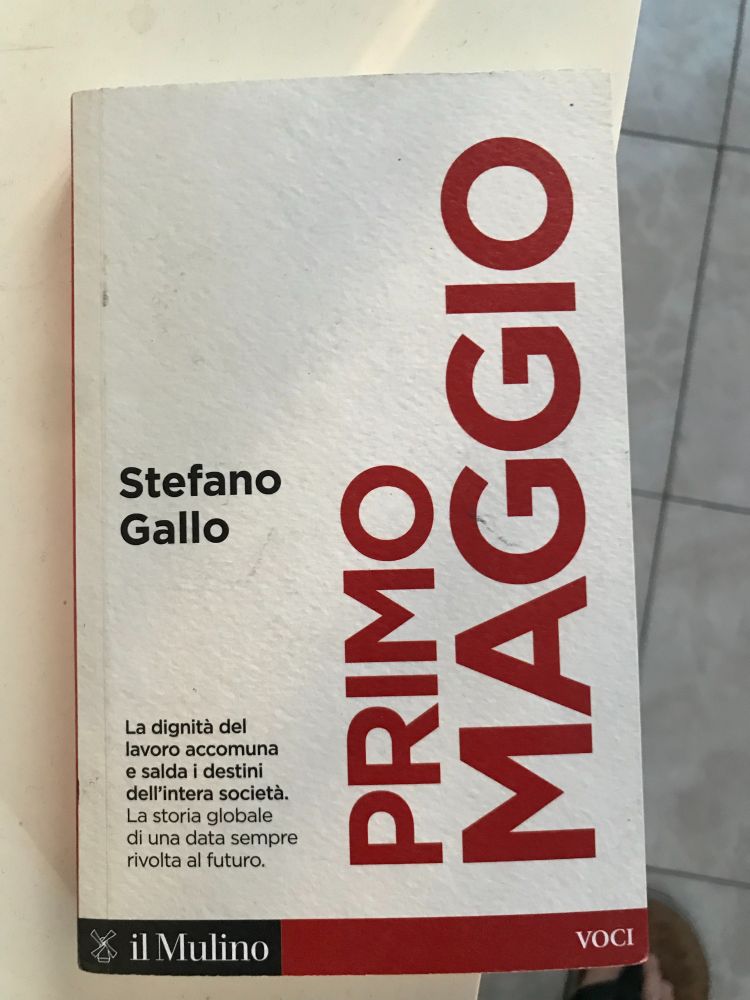 PRIMO
MAGGIO
Stefano
Gallo
La dignità del
lavoro accomuna
e salda i destini
dell'intera società.
La storia globale
di una data sempre
rivolta al futuro.
il Mulino
VOCI